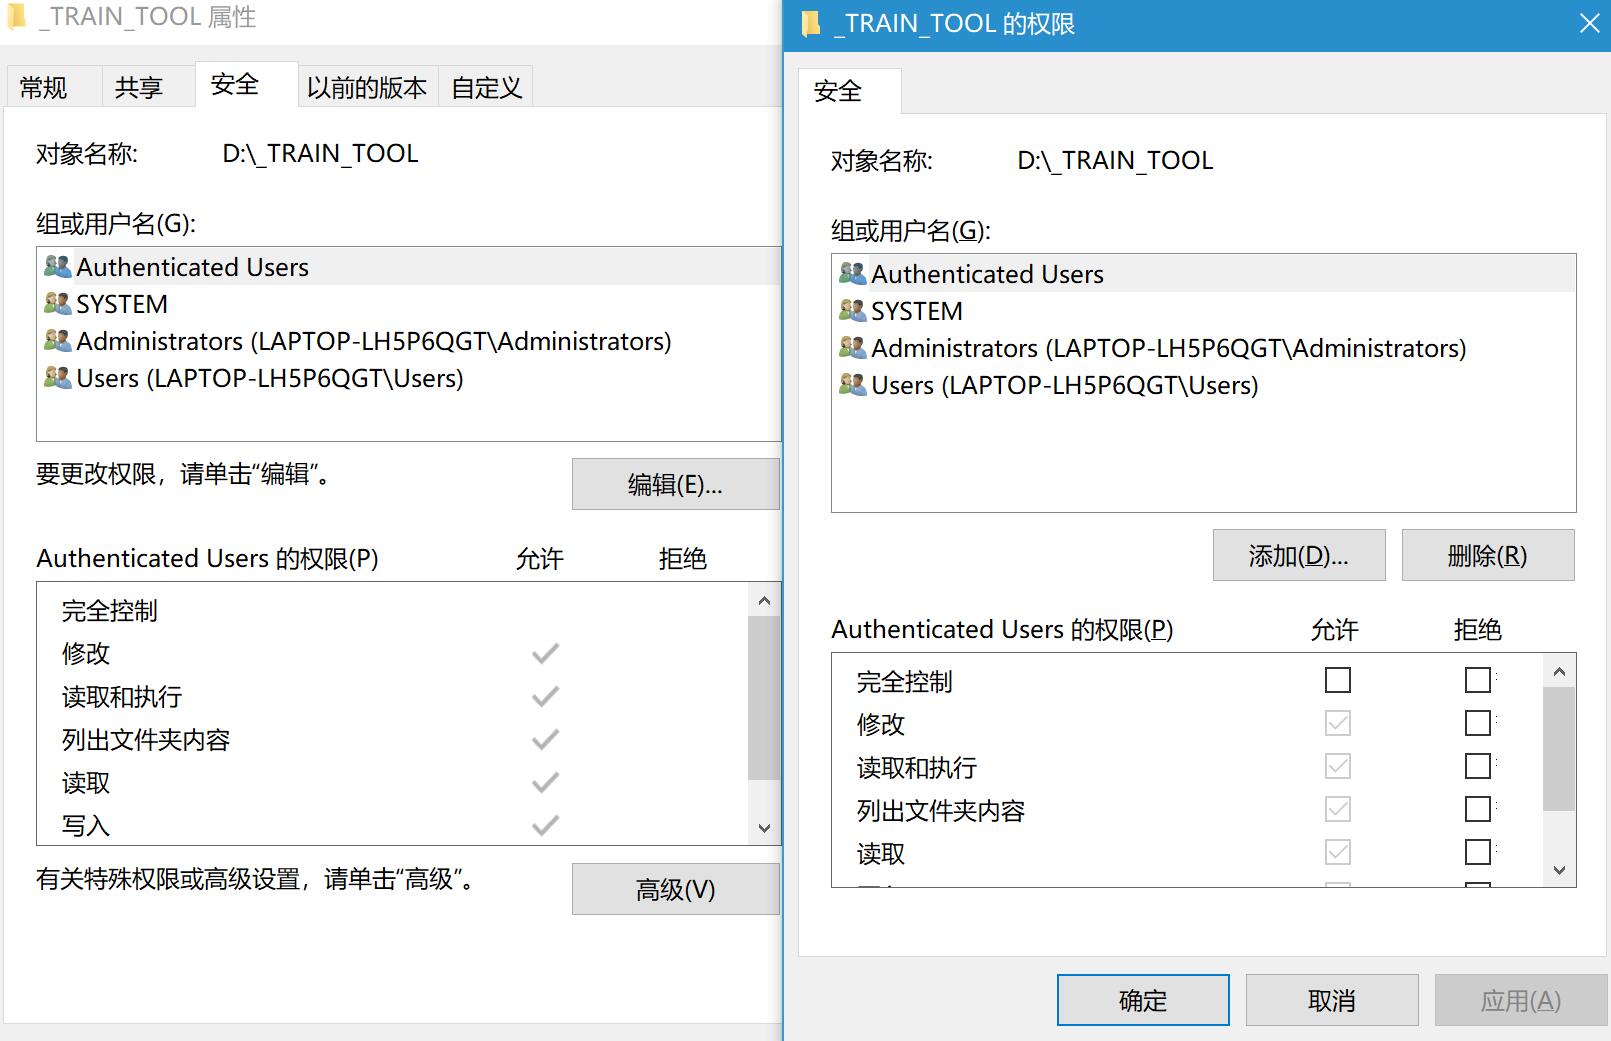 _TRAIN_TOOL 属性
常规
共享
安全
以前的版本
自定义
对象名称:
D:\_TRAIN_TOOL
组或用户名(G):
Authenticated Users
SYSTEM
Administrators (LAPTOP-LH5P6QGT\Administrators)
Users (LAPTOP-LH5P6QGT\Users)
要更改权限，请单击“编辑”。
编辑(E)...
Authenticated Users 的权限(P)
允许
拒绝
完全控制
修改
读取和执行
列出文件夹内容
读取
写入
有关特殊权限或高级设置，请单击“高级”。
高级(V)
_TRAIN_TOOL 的权限
安全
对象名称:
D:\_TRAIN_TOOL
组或用户名(G):
Authenticated Users
SYSTEM
Administrators (LAPTOP-LH5P6QGT\Administrators)
Users (LAPTOP-LH5P6QGT\Users)
添加(D)...
删除(R)
Authenticated Users 的权限(P)
允许
拒绝
完全控制
修改
读取和执行
列出文件夹内容
读取
确定
取消
应用(A)